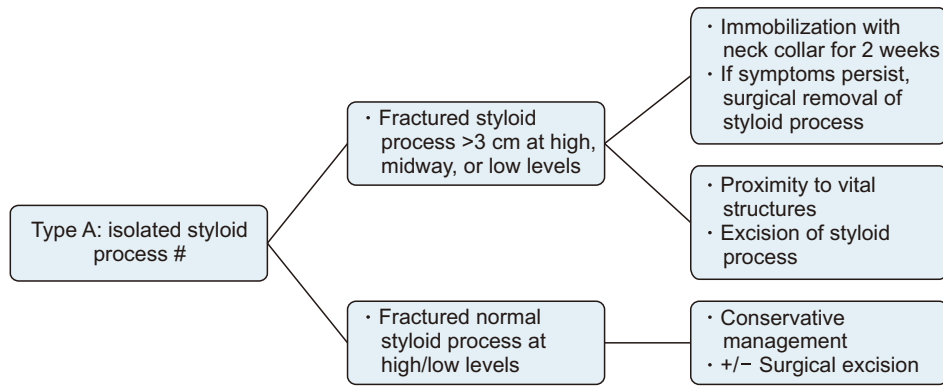 Type A: isolated styloid
process #
· Fractured styloid
process >3 cm at high,
midway, or low levels
· Immobilization with
neck collar for 2 weeks
· If symptoms persist,
surgical removal of
styloid process
· Proximity to vital
structures
· Excision of styloid
process
· Fractured normal
styloid process at
high/low levels
· Conservative
management
· +/− Surgical excision